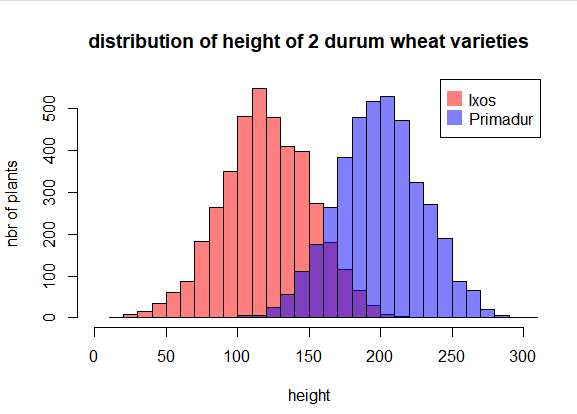 distribution of height of 2 durum wheat varieties
Ixos
Primadur
nbr of plants
0
100
200
300
400
500
0
50
100
150
200
250
300
height